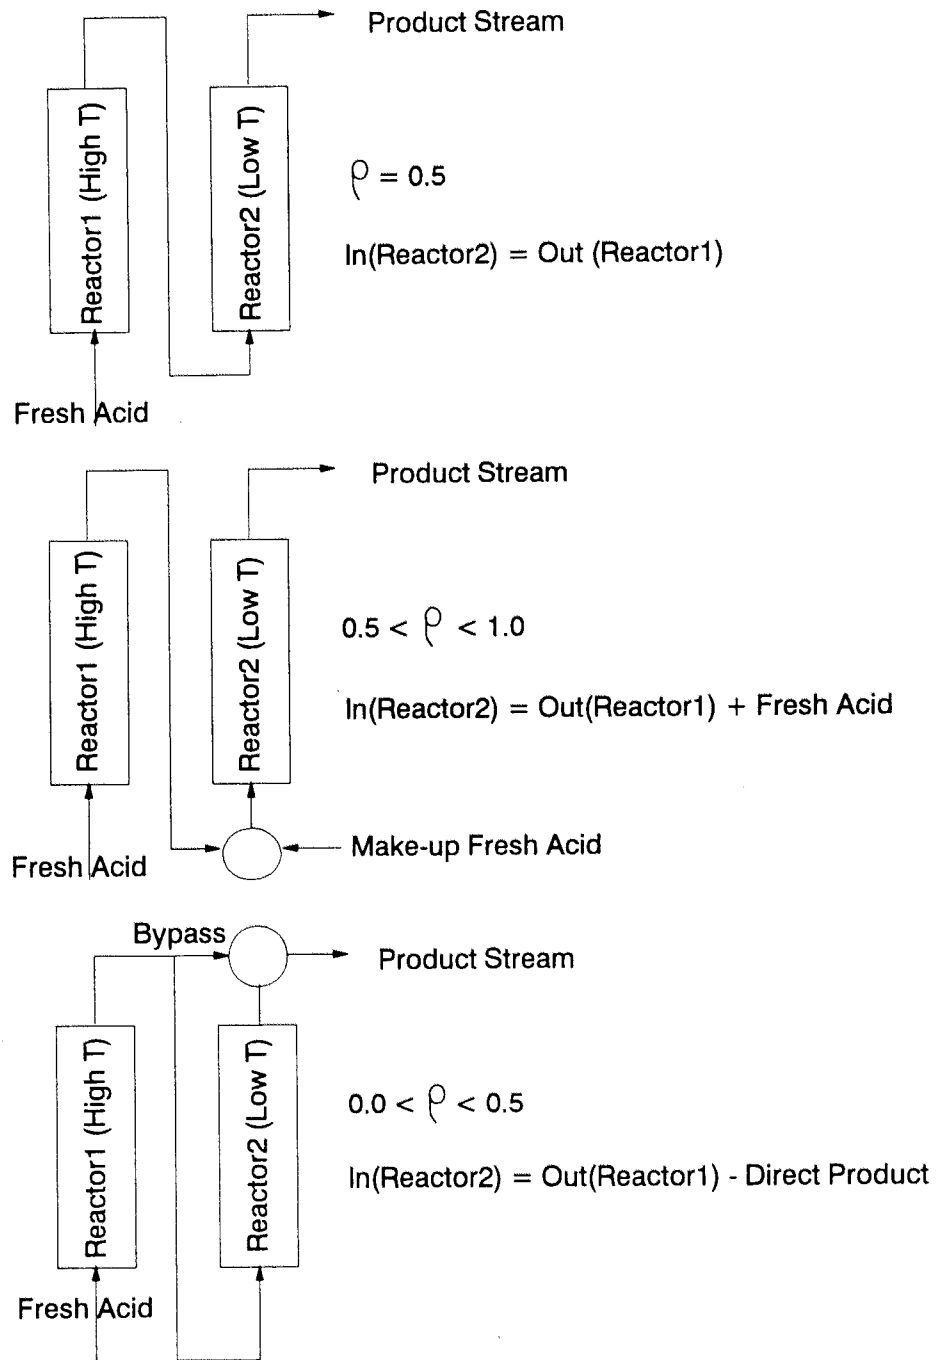 Product Stream
Reactor1 (High T)
Reactor2 (Low T)
ρ = 0.5
In(Reactor2) = Out (Reactor1)
Fresh Acid
Product Stream
Reactor1 (High T)
Reactor2 (Low T)
0.5 < ρ < 1.0
In(Reactor2) = Out(Reactor1) + Fresh Acid
Make-up Fresh Acid
Fresh Acid
Bypass
Product Stream
Reactor1 (High T)
Reactor2 (Low T)
0.0 < ρ < 0.5
In(Reactor2) = Out(Reactor1) - Direct Product
Fresh Acid